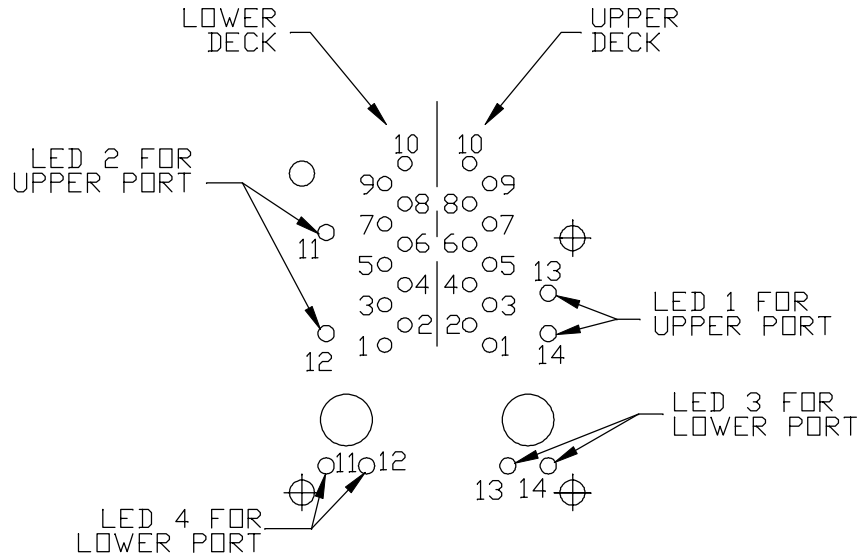 LOWER
DECK
UPPER
DECK
10 10
LED 2 FOR
UPPER PORT
9 9
8 8
7 7
11
6 6
5 5
13
4 4
LED 1 FOR
UPPER PORT
3 3
2 2
12
1 1
14
LED 3 FOR
LOWER PORT
11 12
13 14
LED 4 FOR
LOWER PORT